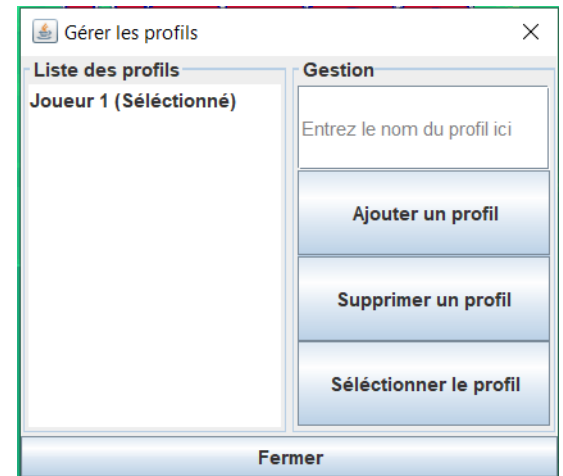 Gérer les profils
Liste des profils
Joueur 1 (Séléctionné)
Gestion
Entrez le nom du profil ici
Ajouter un profil
Supprimer un profil
Séléctionner le profil
Fermer